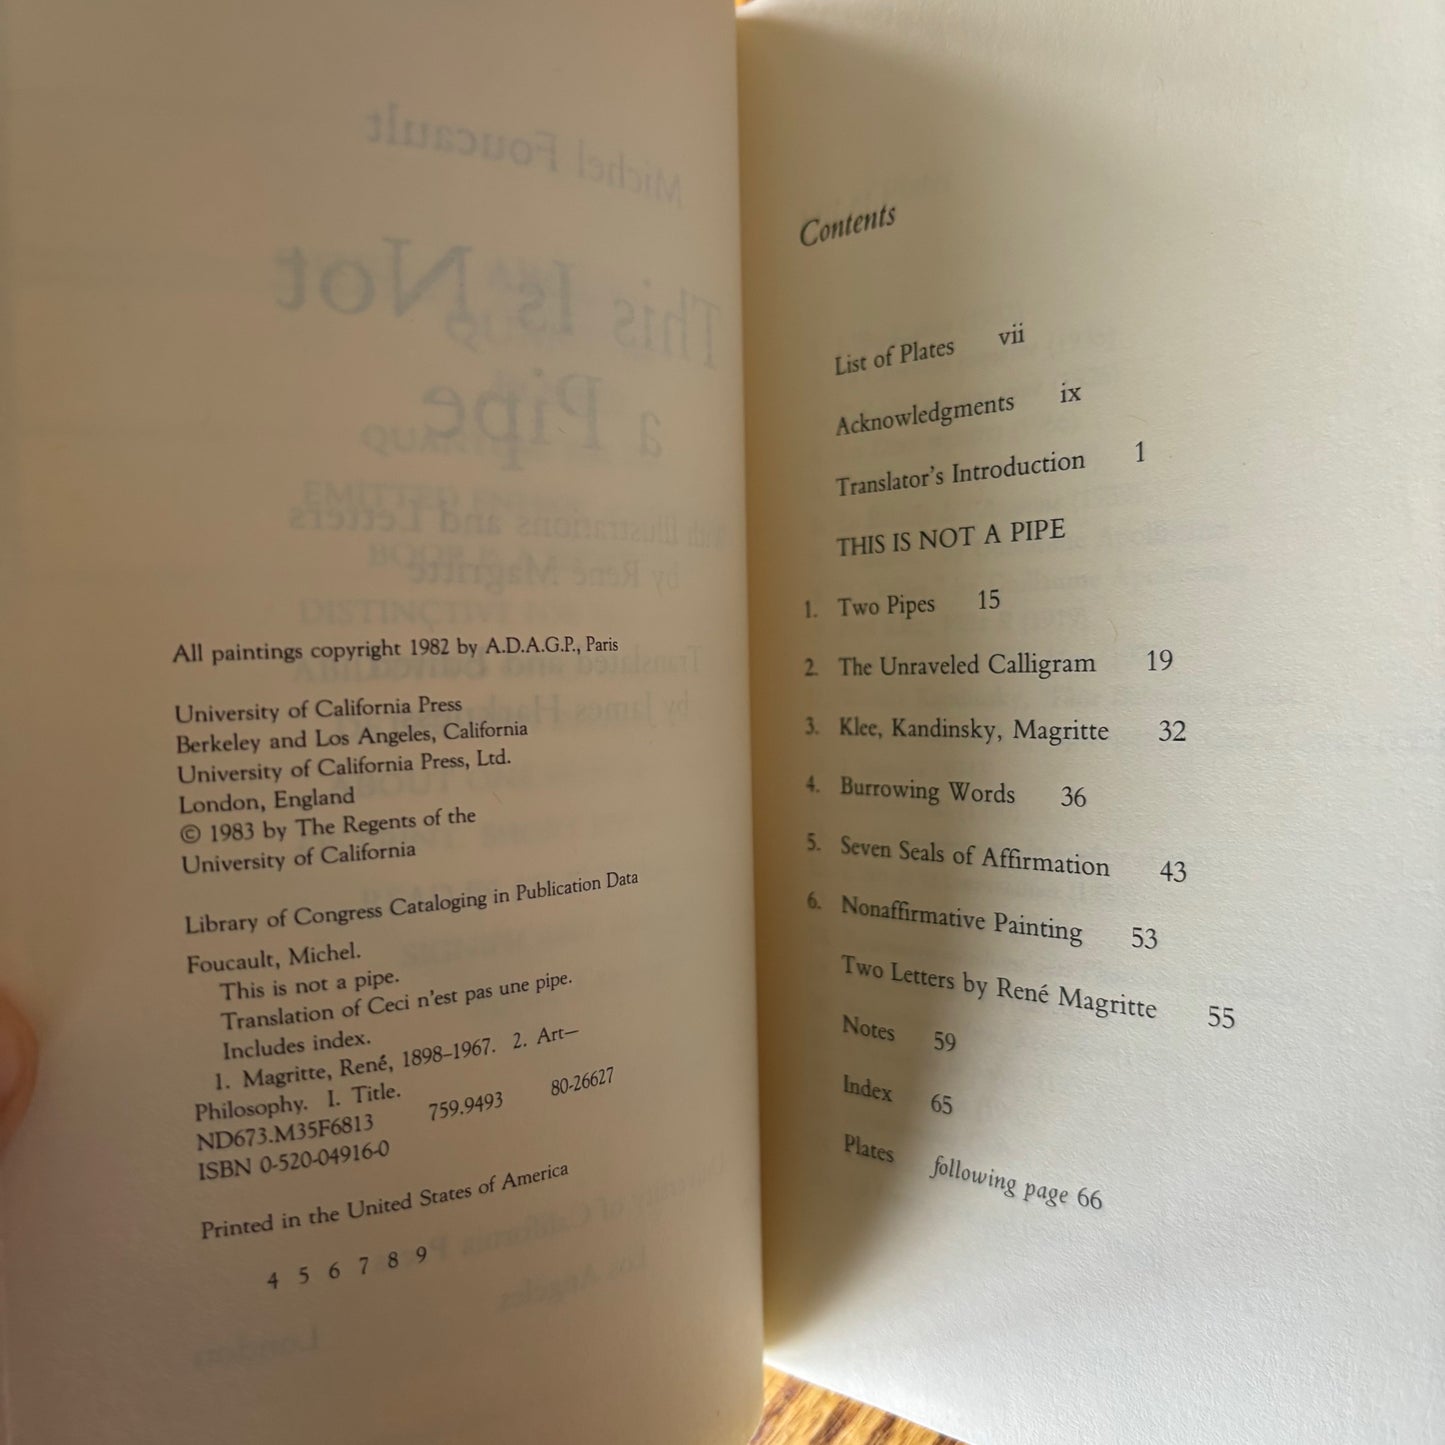 All paintings copyright 1982 by A.D.A.G.P., Paris
University of California Press
Berkeley and Los Angeles, California
University of California Press, Ltd.
London, England
© 1983 by The Regents of the
University of California
Library of Congress Cataloging in Publication Data
Foucault, Michel.
This is not a pipe.
Translation of Ceci n'est pas une pipe.
Includes index.
1. Magritte, René, 1898–1967. 2. Art—
Philosophy. I. Title.
ND673.M35F6813 759.9493 80-26627
ISBN 0-520-04916-0
Printed in the United States of America
4 5 6 7 8 9
Contents
List of Plates vii
Acknowledgments ix
Translator's Introduction 1
THIS IS NOT A PIPE
1. Two Pipes 15
2. The Unraveled Calligram 19
3. Klee, Kandinsky, Magritte 32
4. Burrowing Words 36
5. Seven Seals of Affirmation 43
6. Nonaffirmative Painting 53
Two Letters by René Magritte 55
Notes 59
Index 65
Plates following page 66